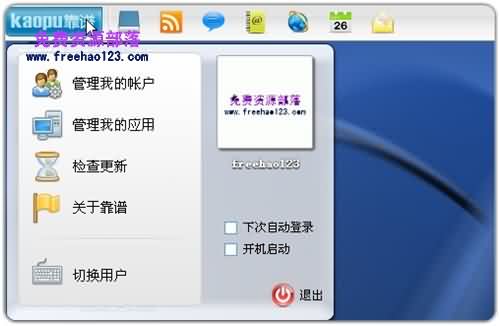 kaopu靠谱
免费资源部落
www.freehao123.com
26
管理我的帐户
管理我的应用
检查更新
关于靠谱
切换用户
免费资源部落
www.freehao123.com
freehao123
下次自动登录
开机启动
退出